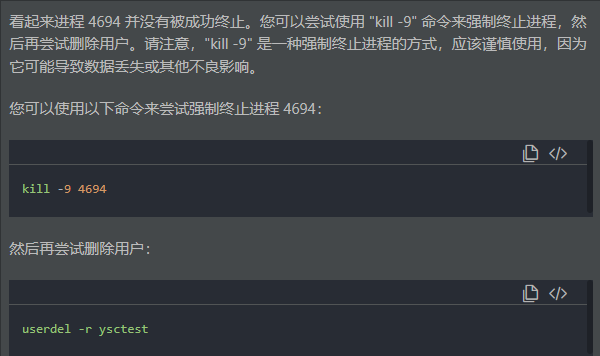 看起来进程 4694 并没有被成功终止。您可以尝试使用 "kill -9" 命令来强制终止进程，然
后再尝试删除用户。请注意，"kill -9" 是一种强制终止进程的方式，应该谨慎使用，因为
它可能导致数据丢失或其他不良影响。
您可以使用以下命令来尝试强制终止进程 4694：
kill -9 4694
然后再尝试删除用户：
userdel -r ysctest